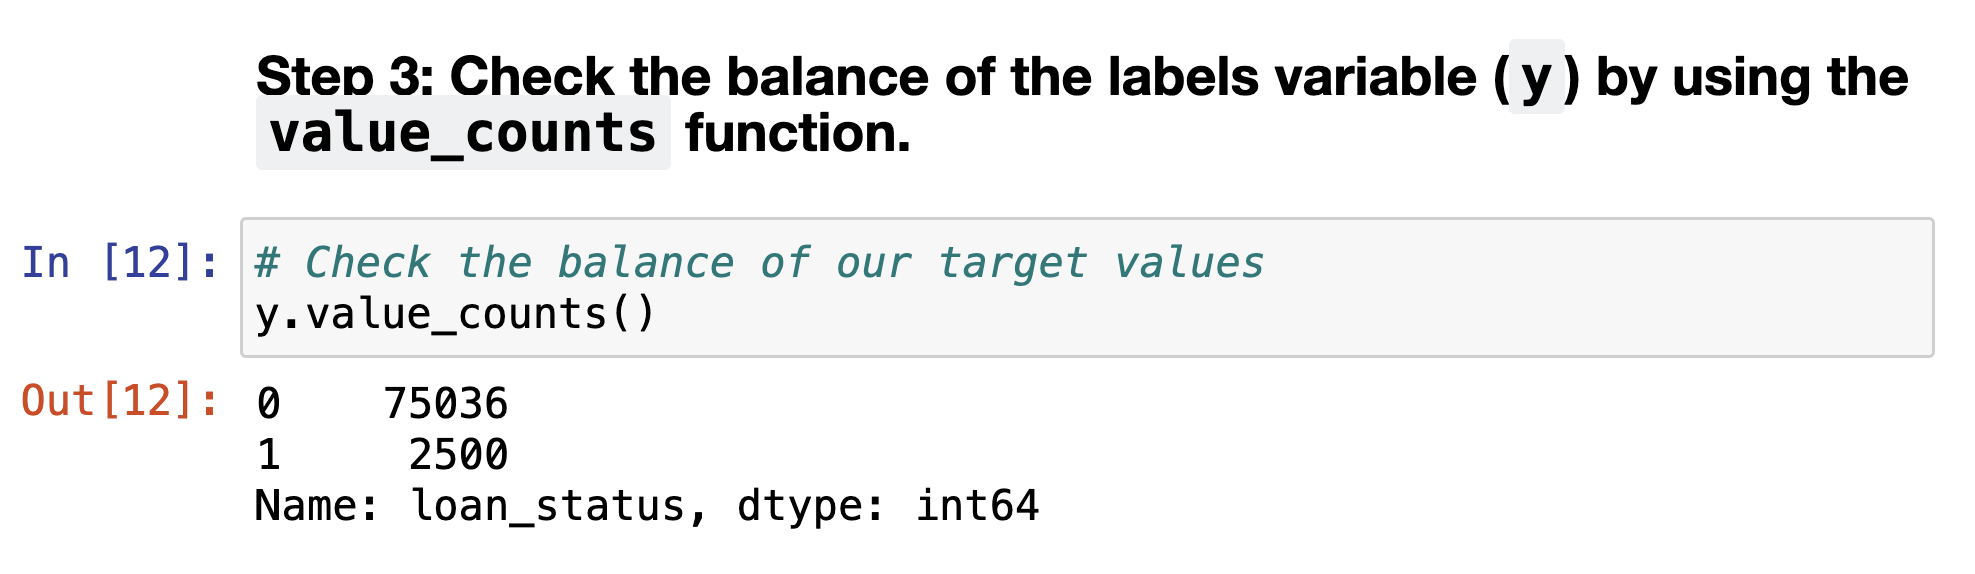 Step 3: Check the balance of the labels variable (y) by using the
value_counts function.
In [12]: # Check the balance of our target values
y.value_counts()
Out[12]: 0    75036
1     2500
Name: loan_status, dtype: int64